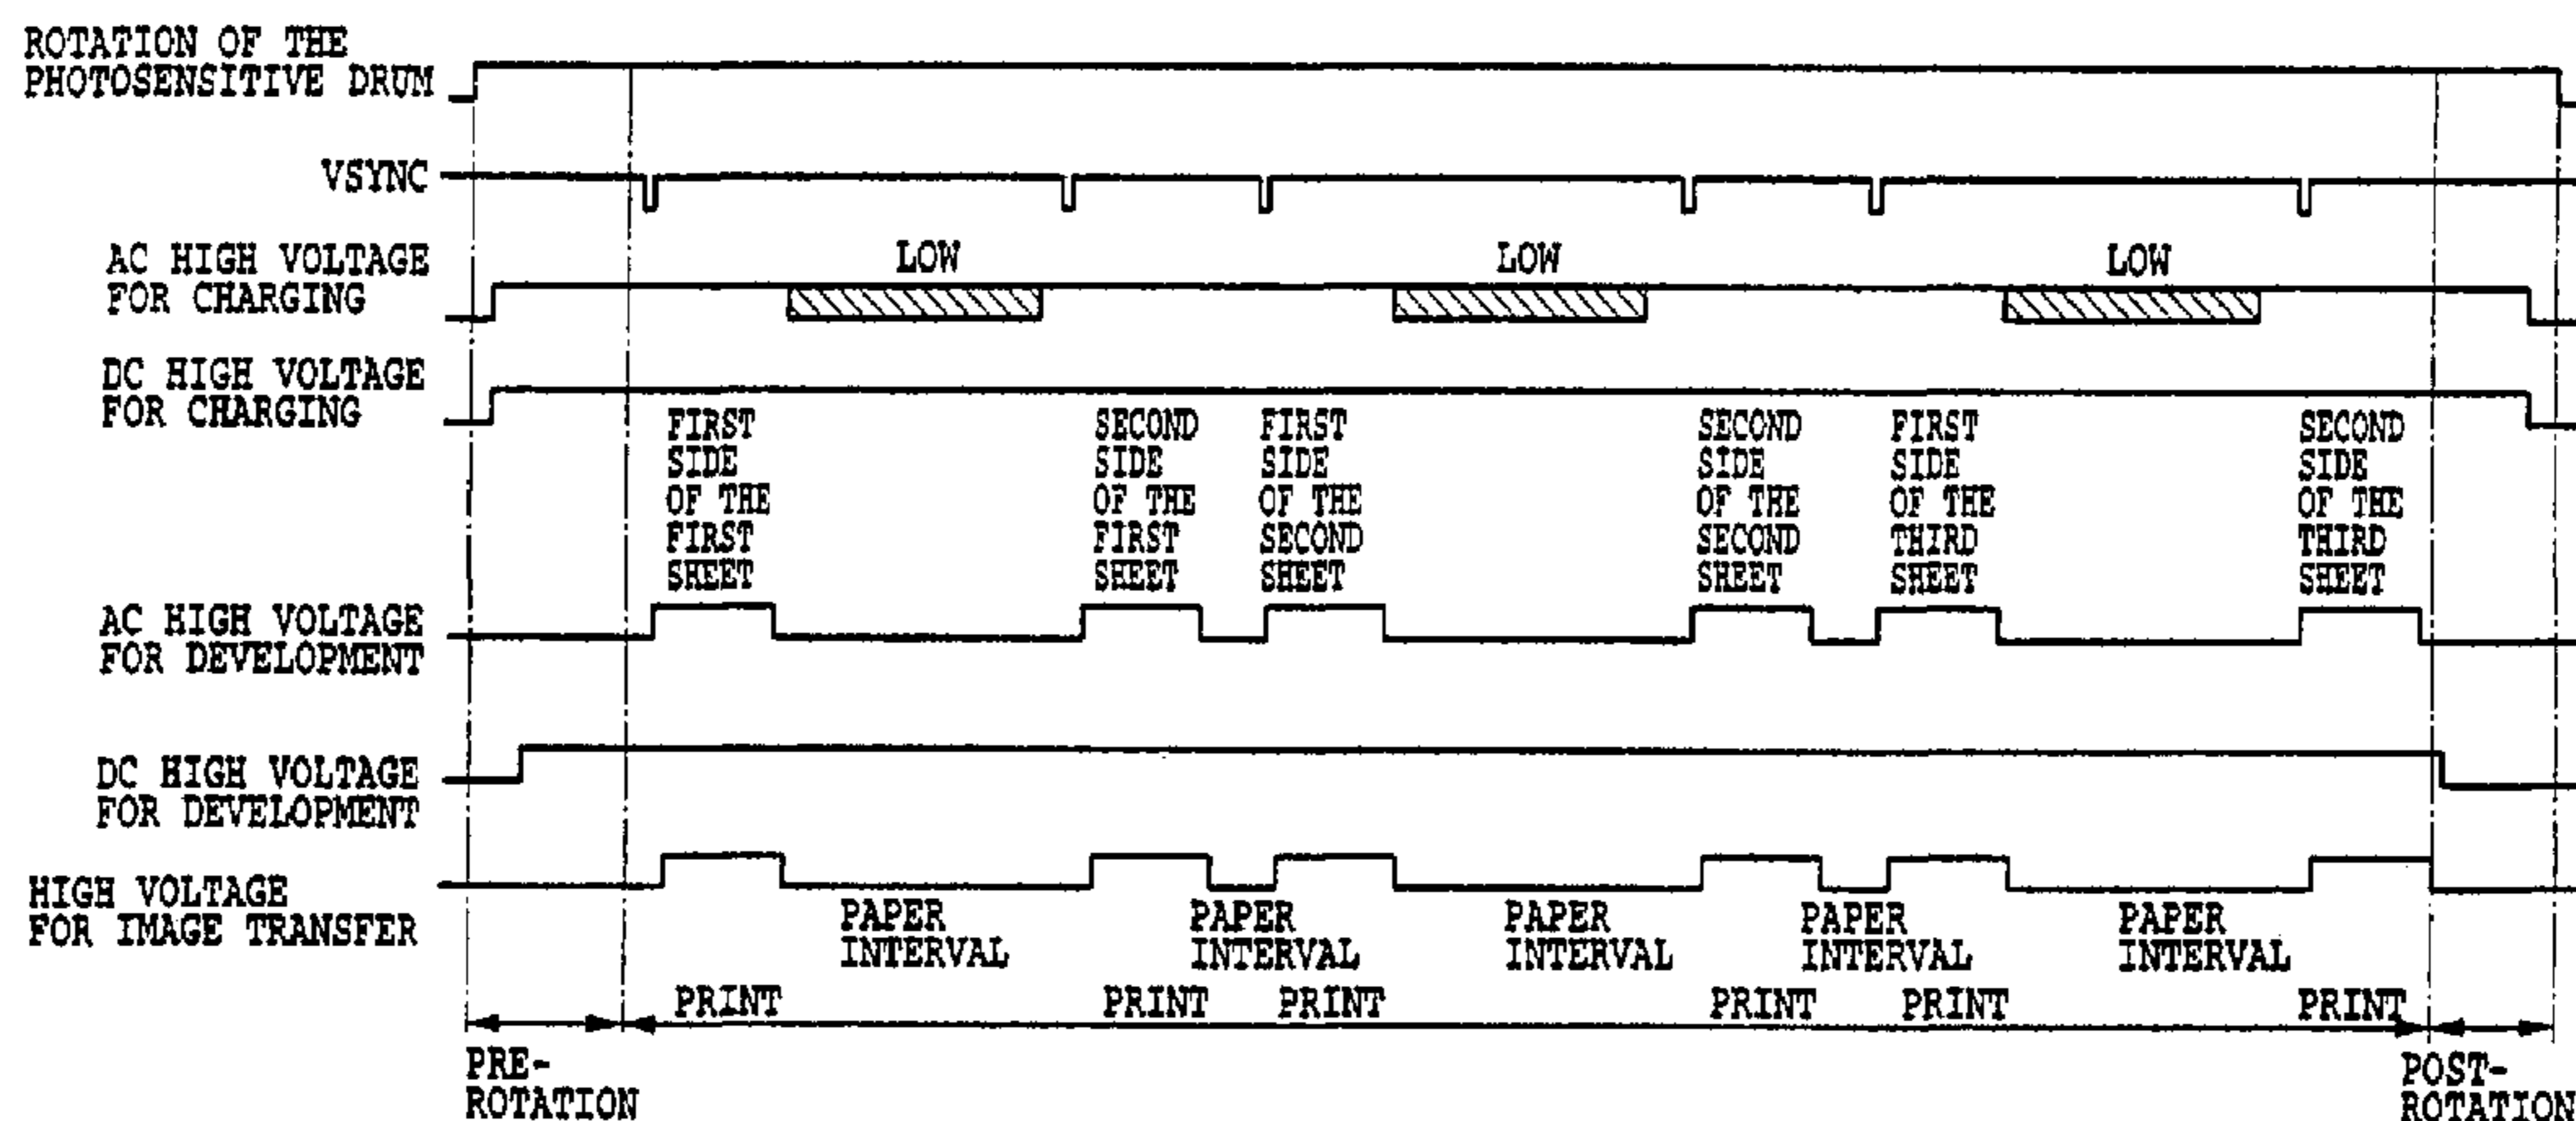 ROTATION OF THE
PHOTOSENSITIVE DRUM
VSYNC
AC HIGH VOLTAGE
FOR CHARGING
LOW
LOW
LOW
DC HIGH VOLTAGE
FOR CHARGING
FIRST
SIDE
OF THE
FIRST
SHEET
SECOND
SIDE
OF THE
FIRST
SHEET
FIRST
SIDE
OF THE
SECOND
SHEET
SECOND
SIDE
OF THE
SECOND
SHEET
FIRST
SIDE
OF THE
THIRD
SHEET
SECOND
SIDE
OF THE
THIRD
SHEET
AC HIGH VOLTAGE
FOR DEVELOPMENT
DC HIGH VOLTAGE
FOR DEVELOPMENT
HIGH VOLTAGE
FOR IMAGE TRANSFER
PAPER
INTERVAL
PAPER
INTERVAL
PAPER
INTERVAL
PAPER
INTERVAL
PAPER
INTERVAL
PRINT
PRINT
PRINT
PRINT
PRINT
PRINT
PRE-
ROTATION
POST-
ROTATION